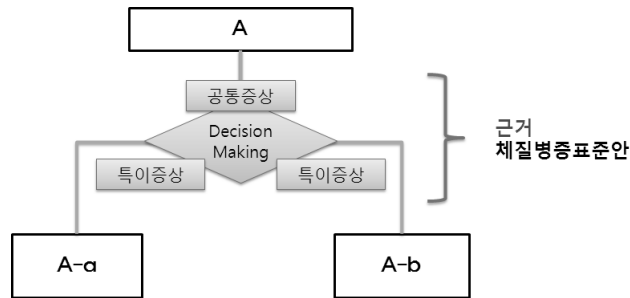 A
공통증상
Decision
Making
특이증상
특이증상
근거
체질병증표준안
A-a
A-b